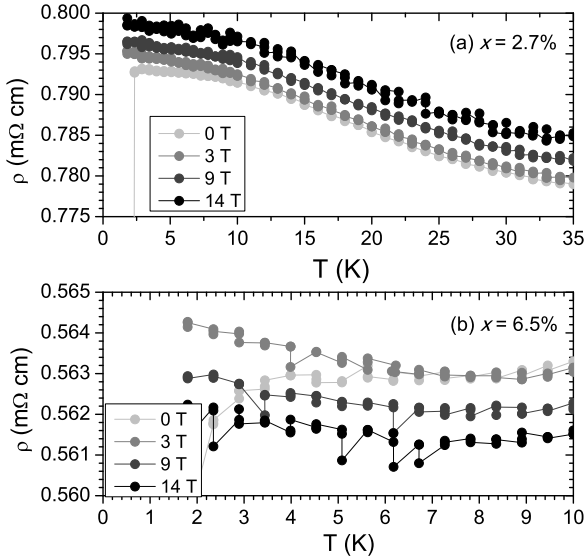 0.800
0.795
0.790
0.785
0.780
0.775
ρ (mΩ cm)
(a) x = 2.7%
0 T
3 T
9 T
14 T
0 5 10 15 20 25 30 35
T (K)
0.565
0.564
0.563
0.562
0.561
0.560
ρ (mΩ cm)
(b) x = 6.5%
0 T
3 T
9 T
14 T
0 1 2 3 4 5 6 7 8 9 10
T (K)